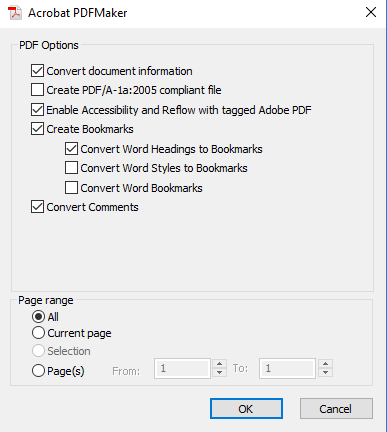 Acrobat PDFMaker
PDF Options
Convert document information
Create PDF/A-1a:2005 compliant file
Enable Accessibility and Reflow with tagged Adobe PDF
Create Bookmarks
Convert Word Headings to Bookmarks
Convert Word Styles to Bookmarks
Convert Word Bookmarks
Convert Comments
Page range
All
Current page
Selection
Page(s) From: 1 To: 1
OK Cancel